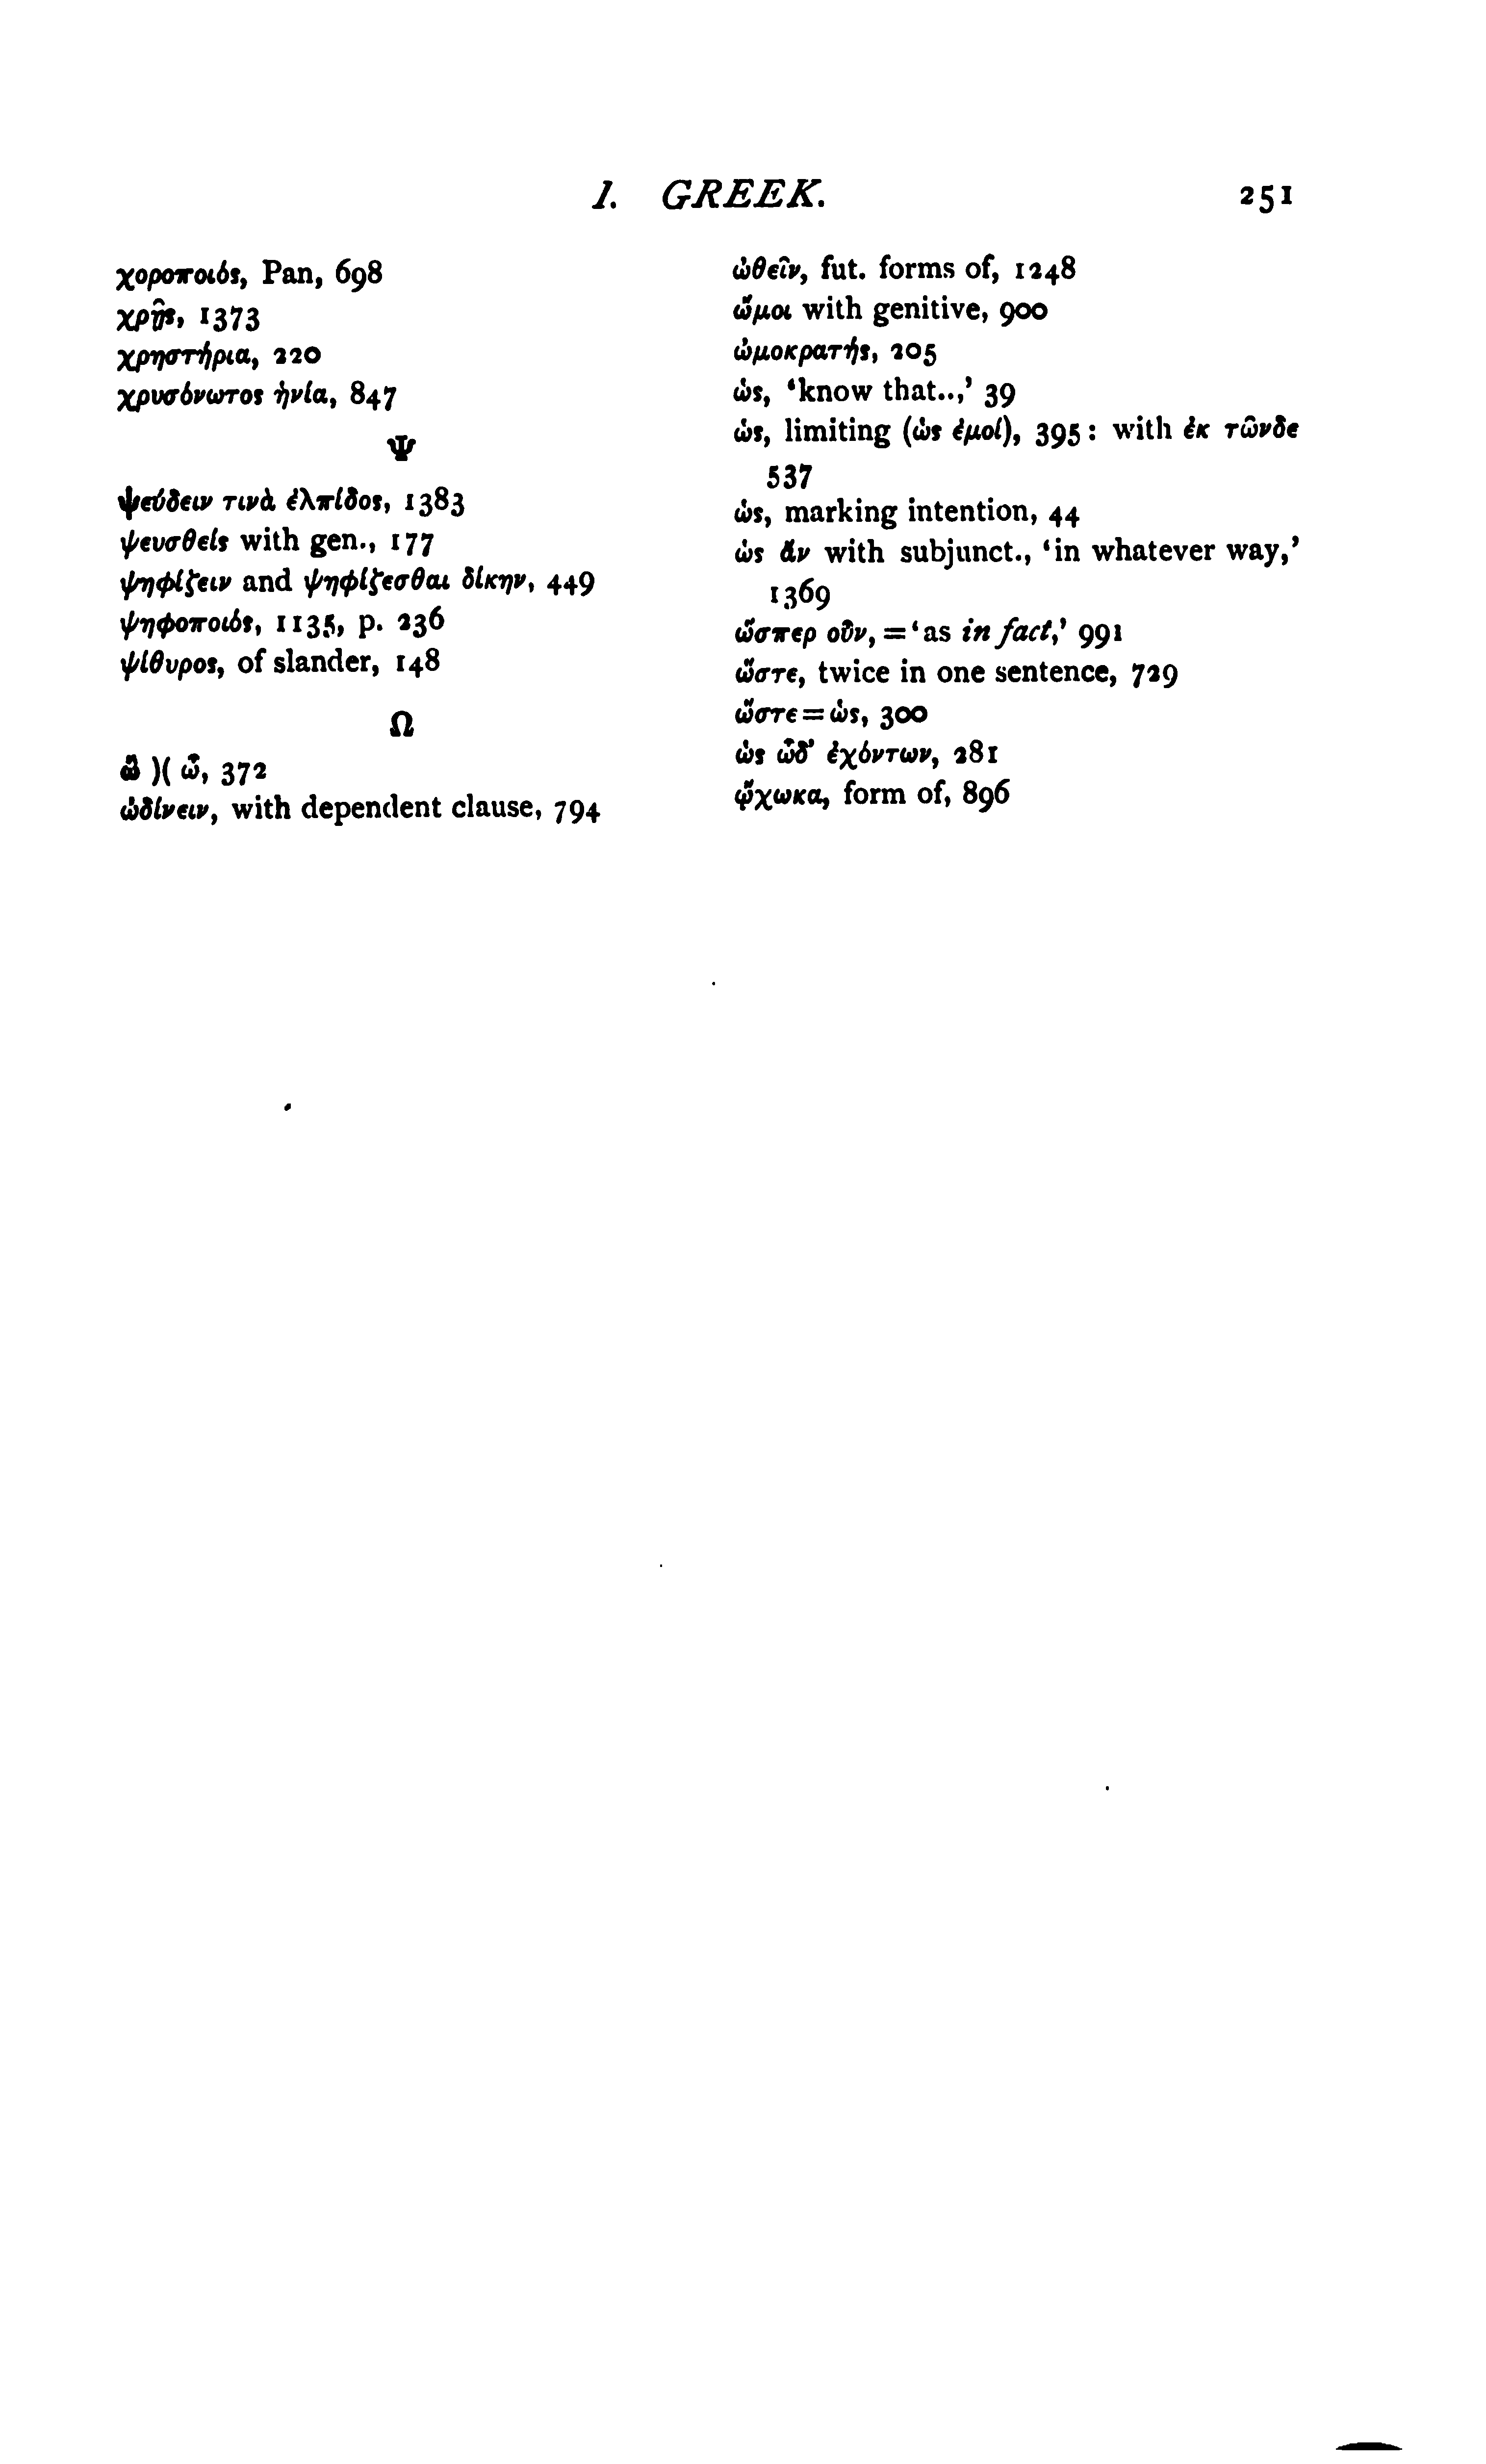 I. GREEK. 251
χοροποιός, Pan, 698
χρῇς, 1373
χρηστήρια, 220
χρυσόνωτος ἡνία, 847
Ψ
ψεύδειν τινὰ ἐλπίδος, 1383
ψευσθείς with gen., 177
ψηφίζειν and ψηφίζεσθαι δίκην, 449
ψηφοποιός, 1135, p. 236
ψίθυρος, of slander, 148
Ω
)( ὦ, 372
ὠδίνειν, with dependent clause, 794
ὠθεῖν, fut. forms of, 1248
ὤμοι with genitive, 900
ὠμοκρατής, 205
ὡς, ‘know that..,’ 39
ὡς, limiting (ὡς ἐμοί), 395: with ἐκ τῶνδε
537
ὡς, marking intention, 44
ὡς ἄν with subjunct., ‘in whatever way,’
1369
ὥσπερ οὖν, =‘as in fact,’ 991
ὥστε, twice in one sentence, 729
ὥστε=ὡς, 300
ὡς ὧδ’ ἐχόντων, 281
ᾤχωκα, form of, 896